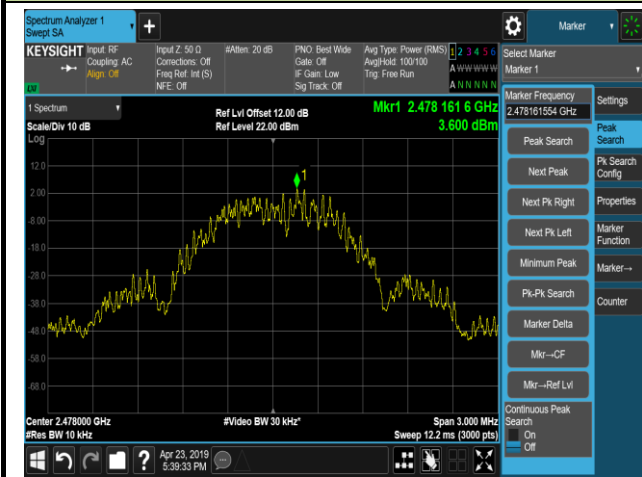 Spectrum Analyzer 1
Swept SA
+
Marker
KEYSIGHT
Input: RF
Coupling: AC
Align: Off
Input Z: 50 Ω
Corrections: Off
Freq Ref: Int (S)
NFE: Off
#Atten: 20 dB
PNO: Best Wide
Gate: Off
IF Gain: Low
Sig Track: Off
Avg Type: Power (RMS)
Avg|Hold: 100/100
Trig: Free Run
1 2 3 4 5 6
A W W W W W
A N N N N N
LXI
Select Marker
Marker 1
1 Spectrum
Scale/Div 10 dB
Log
Ref Lvl Offset 12.00 dB
Ref Level 22.00 dBm
Mkr1 2.478 161 6 GHz
3.600 dBm
12.0
2.00
-8.00
-18.0
-28.0
-38.0
-48.0
-58.0
-68.0
1
Center 2.478000 GHz
#Res BW 10 kHz
#Video BW 30 kHz*
Span 3.000 MHz
Sweep 12.2 ms (3000 pts)
Marker Frequency
2.478161554 GHz
Peak Search
Next Peak
Next Pk Right
Next Pk Left
Minimum Peak
Pk-Pk Search
Marker Delta
Mkr→CF
Mkr→Ref Lvl
Continuous Peak
Search
On
Off
Settings
Peak
Search
Pk Search
Config
Properties
Marker
Function
Marker→
Counter
?
Apr 23, 2019
5:39:33 PM